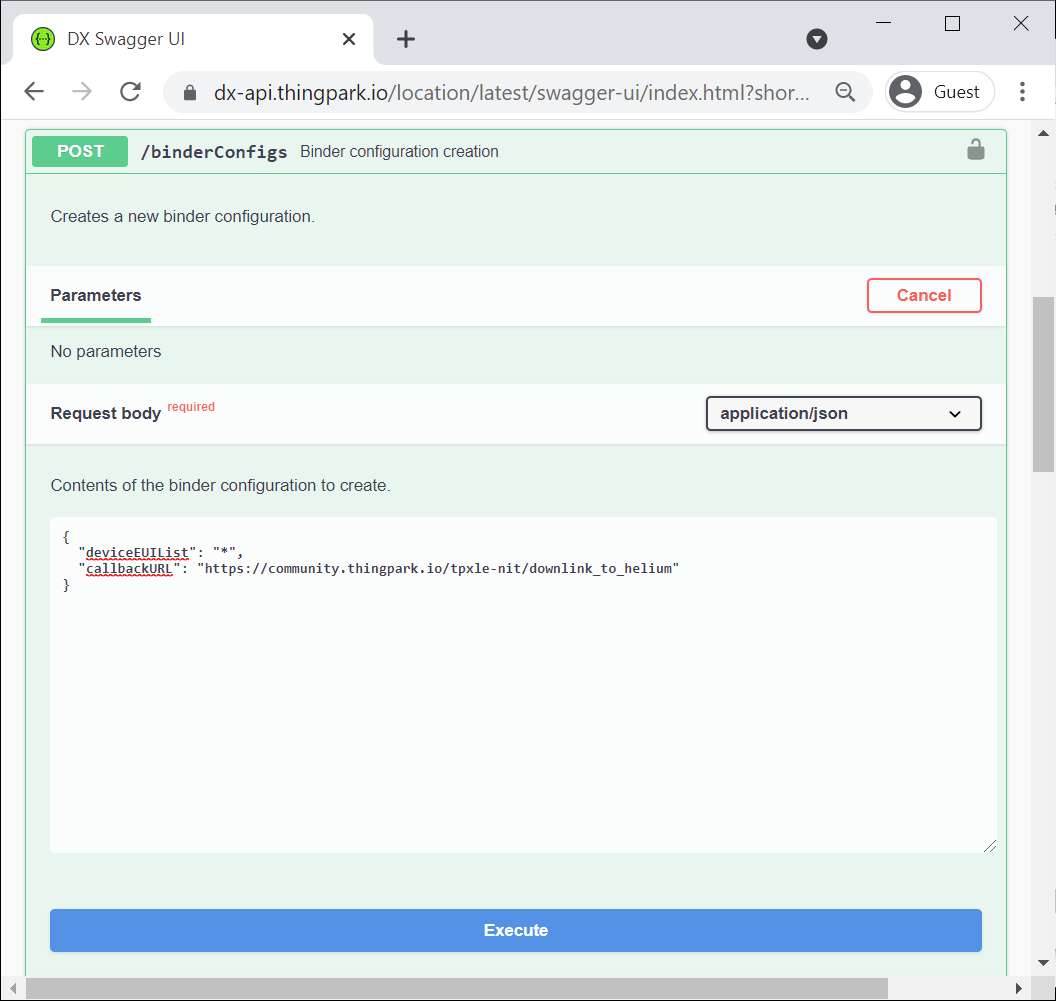 DX Swagger UI
dx-api.thingpark.io/location/latest/swagger-ui/index.html?shor...
Guest
POST /binderConfigs Binder configuration creation
Creates a new binder configuration.
Parameters
Cancel
No parameters
Request body required
application/json
Contents of the binder configuration to create.
{
"deviceEUIList": "*",
"callbackURL": "https://community.thingpark.io/tpxle-nit/downlink_to_helium"
}
Execute